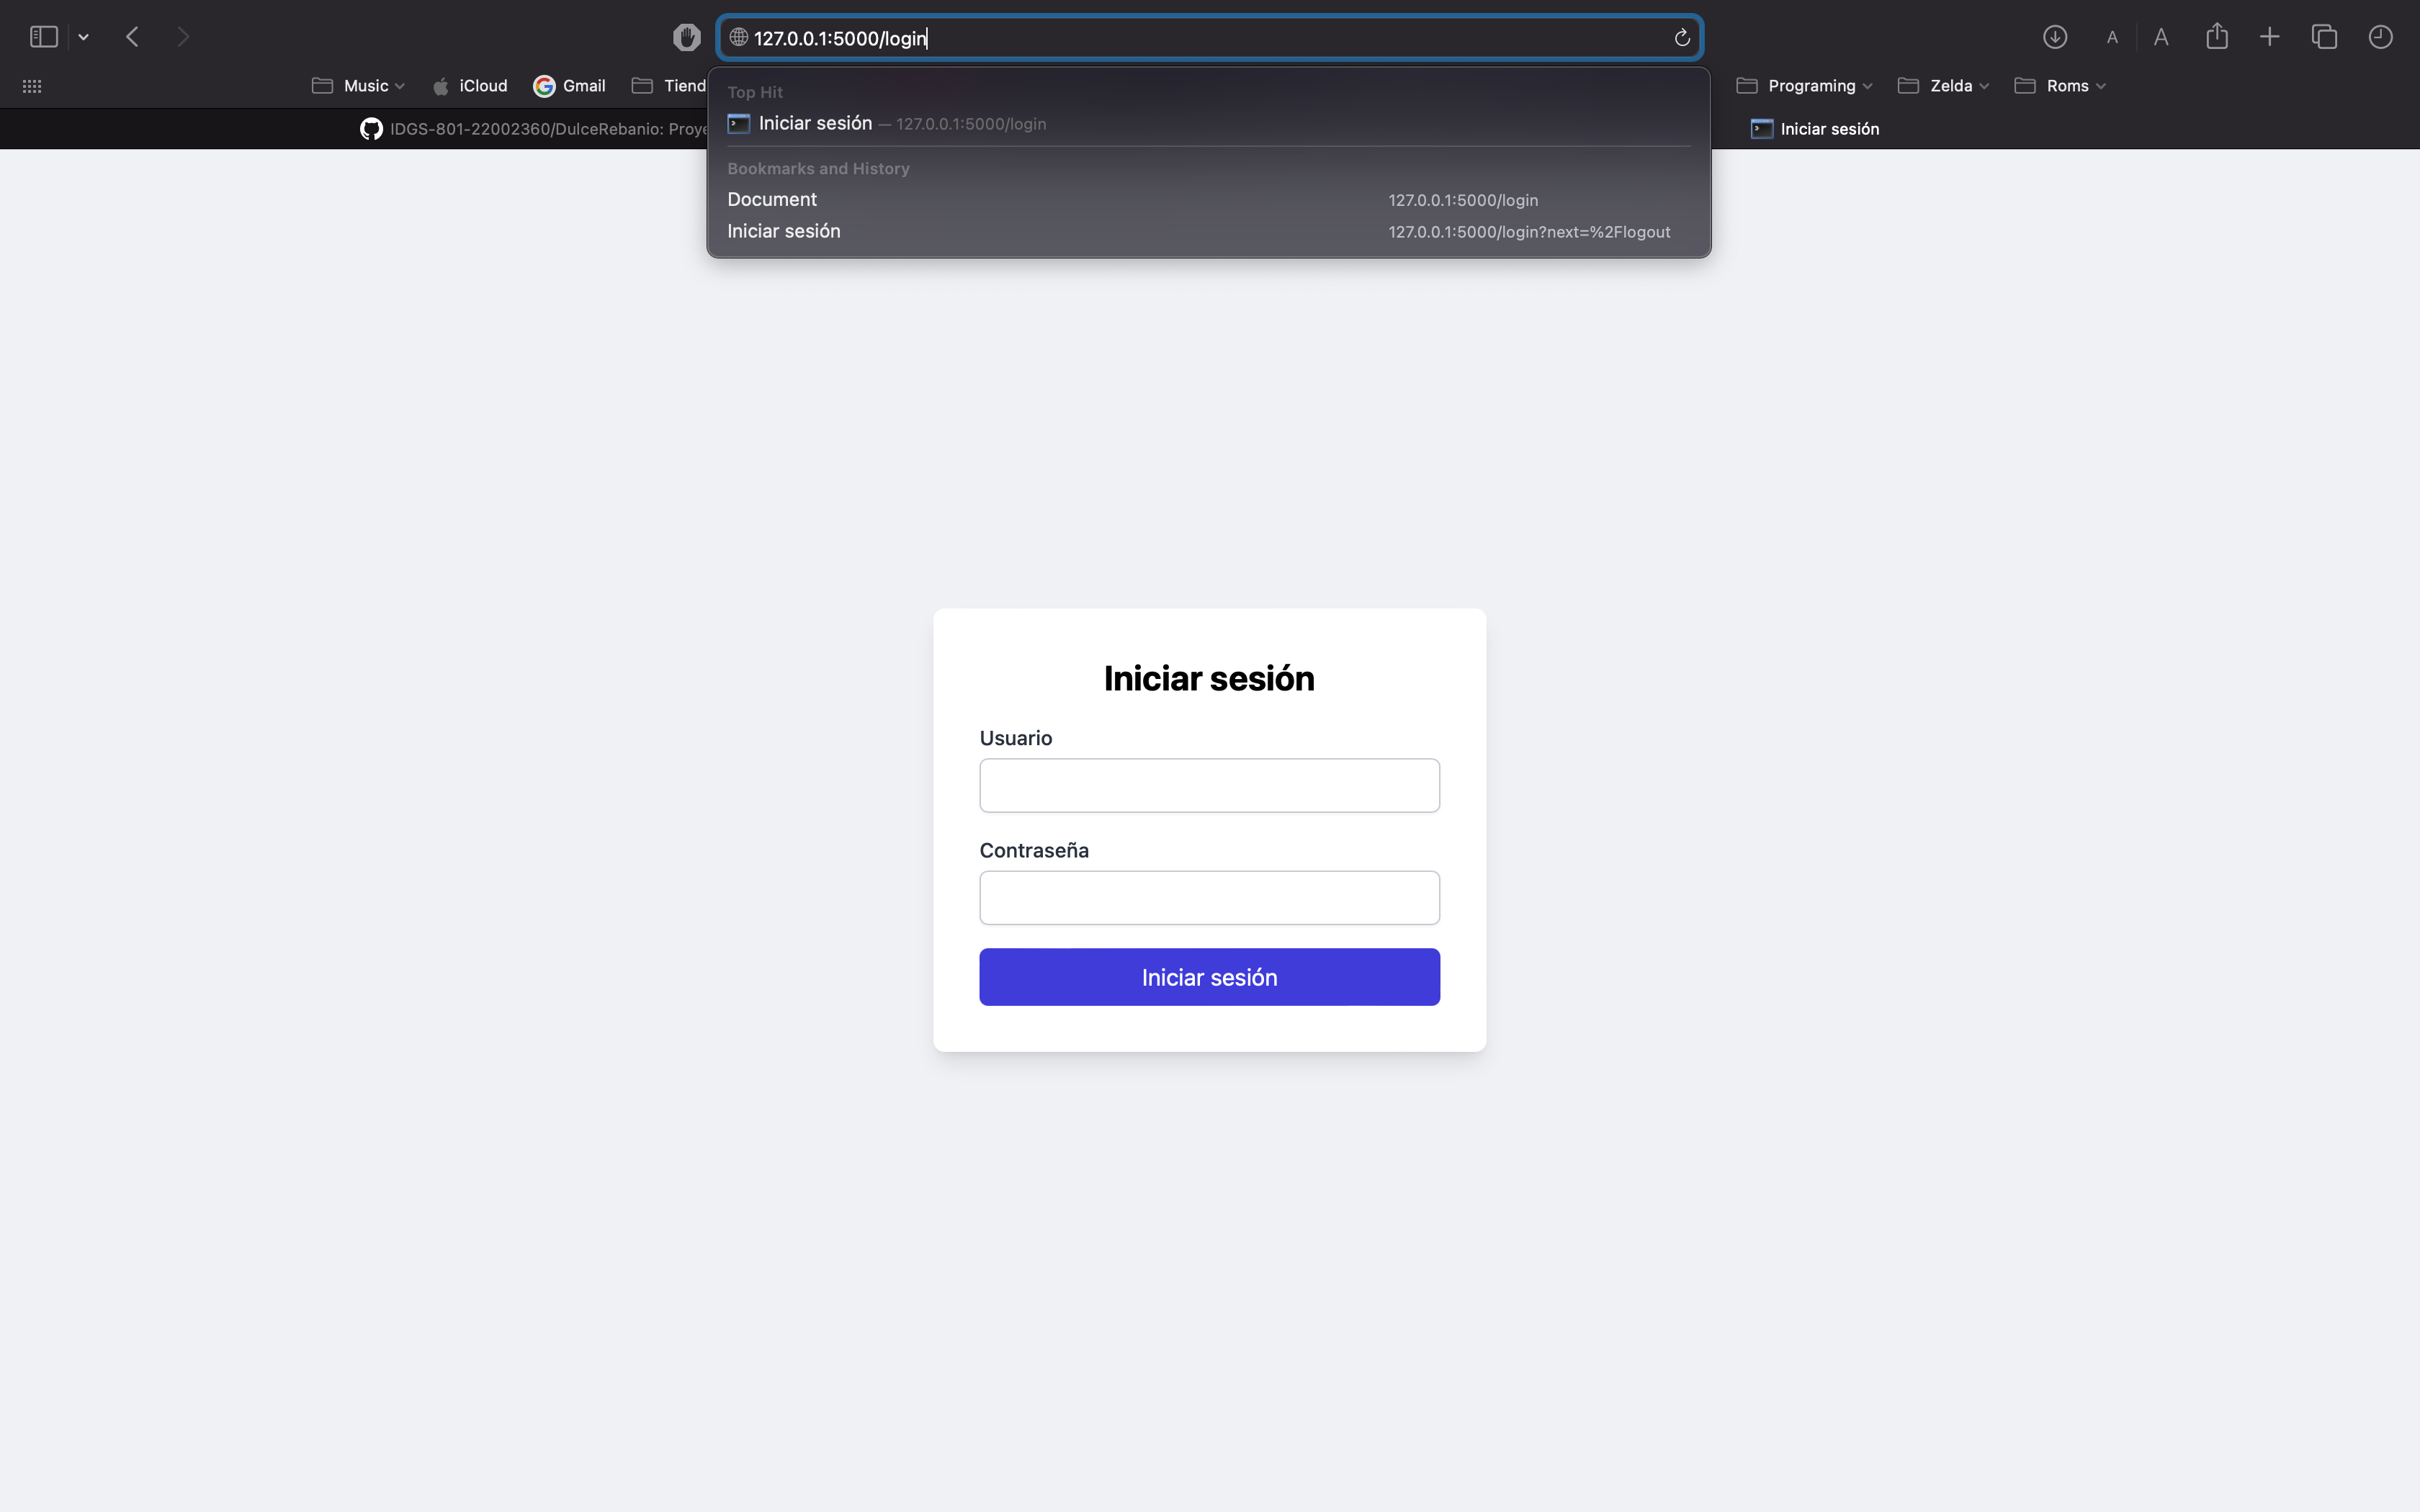 127.0.0.1:5000/login
A A
Music iCloud Gmail Tiend Programing Zelda Roms
IDGS-801-22002360/DulceRebanio: Proye Iniciar sesión
Top Hit
Iniciar sesión — 127.0.0.1:5000/login
Bookmarks and History
Document 127.0.0.1:5000/login
Iniciar sesión 127.0.0.1:5000/login?next=%2Flogout
Iniciar sesión
Usuario
Contraseña
Iniciar sesión